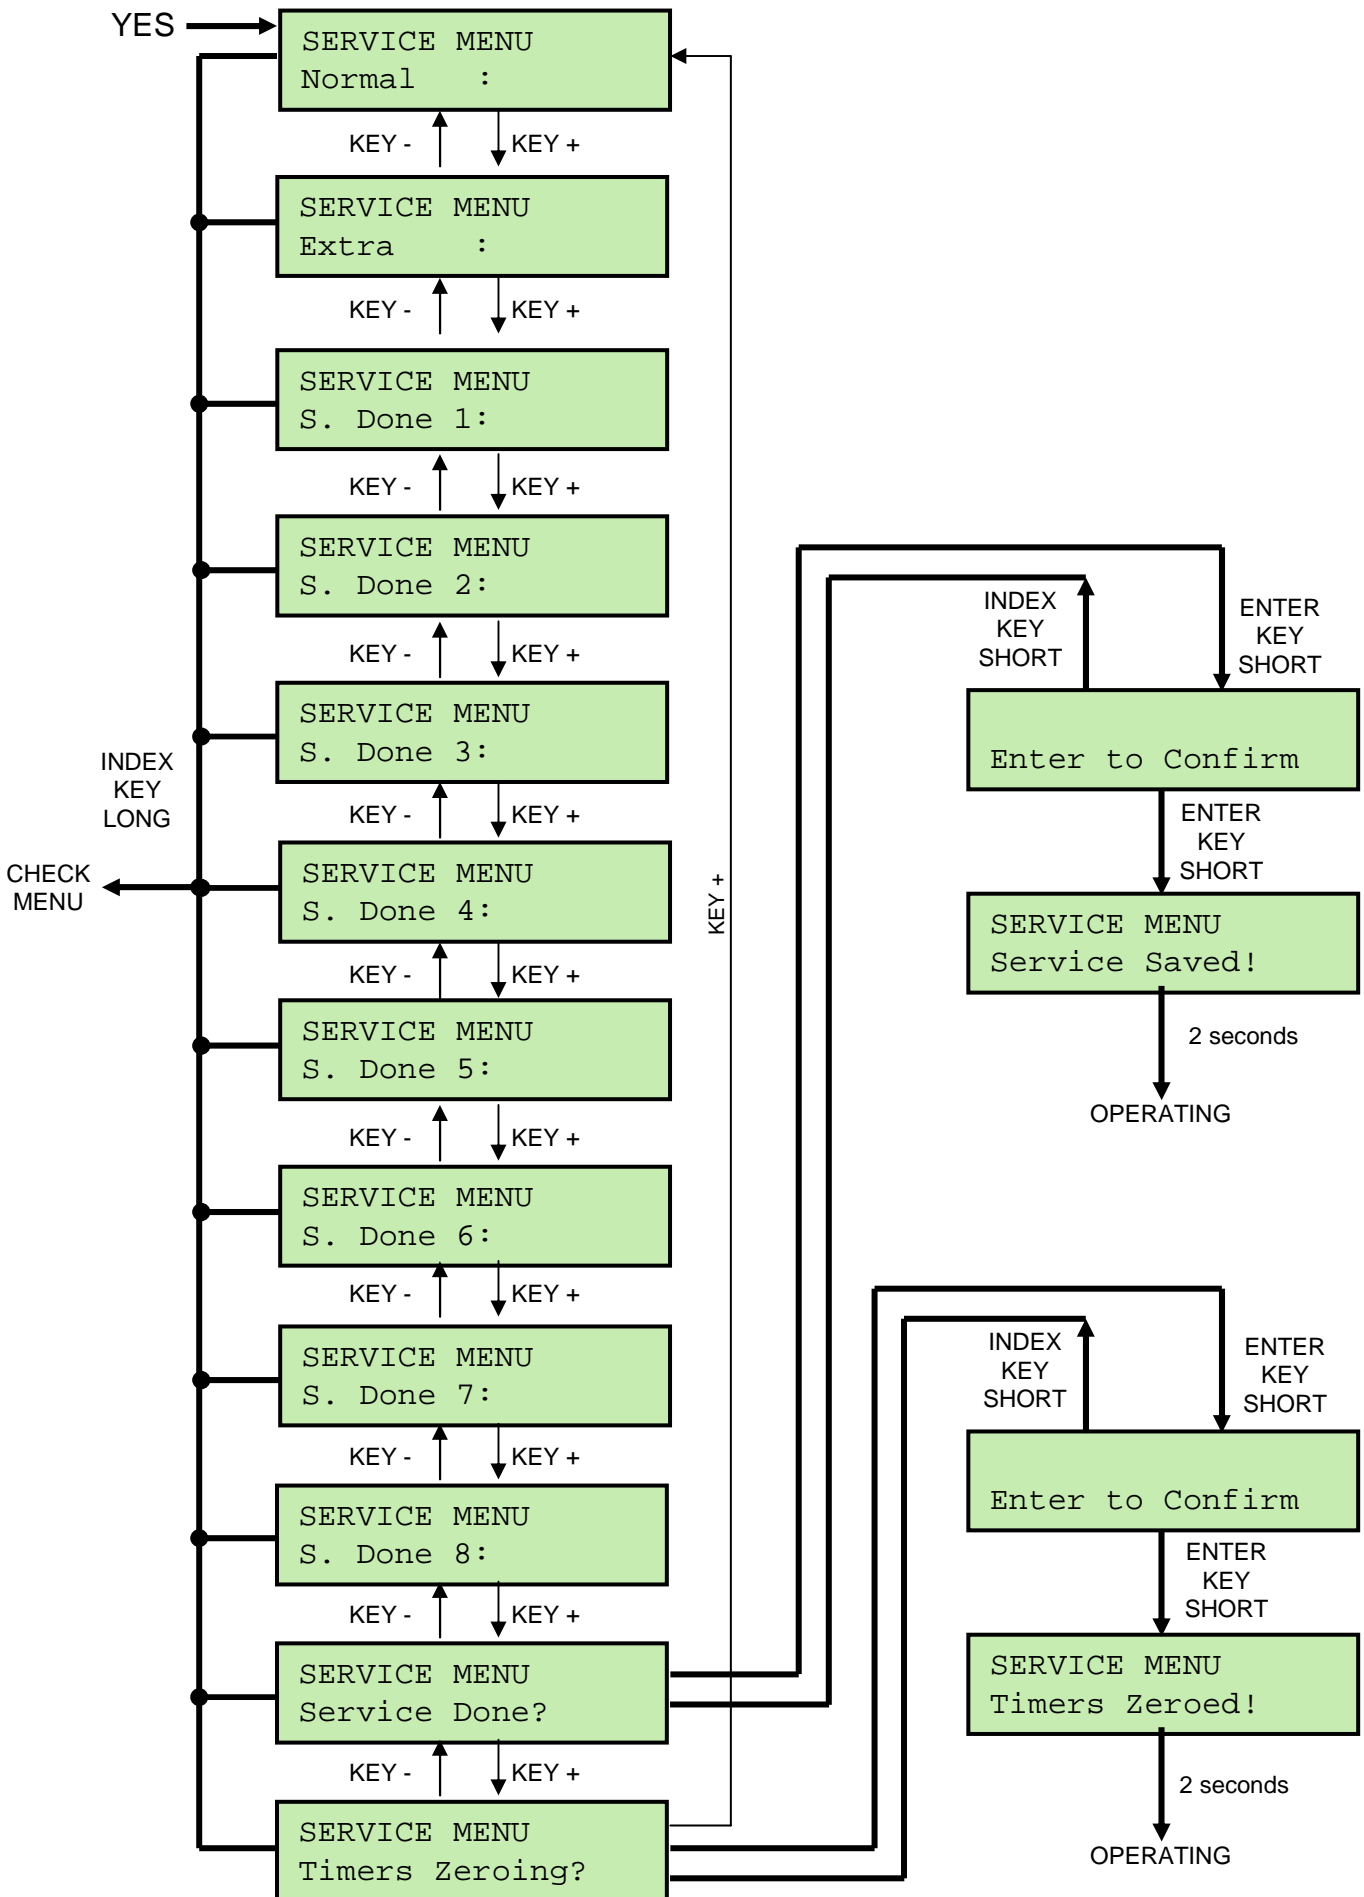 YES
SERVICE MENU
Normal :
KEY -
KEY +
SERVICE MENU
Extra :
KEY -
KEY +
SERVICE MENU
S. Done 1:
KEY -
KEY +
SERVICE MENU
S. Done 2:
KEY -
KEY +
SERVICE MENU
S. Done 3:
KEY -
KEY +
SERVICE MENU
S. Done 4:
KEY -
KEY +
SERVICE MENU
S. Done 5:
KEY -
KEY +
SERVICE MENU
S. Done 6:
KEY -
KEY +
SERVICE MENU
S. Done 7:
KEY -
KEY +
SERVICE MENU
S. Done 8:
KEY -
KEY +
SERVICE MENU
Service Done?
KEY -
KEY +
SERVICE MENU
Timers Zeroing?
INDEX
KEY
LONG
CHECK
MENU
KEY +
INDEX
KEY
SHORT
ENTER
KEY
SHORT
Enter to Confirm
ENTER
KEY
SHORT
SERVICE MENU
Service Saved!
2 seconds
OPERATING
INDEX
KEY
SHORT
ENTER
KEY
SHORT
Enter to Confirm
ENTER
KEY
SHORT
SERVICE MENU
Timers Zeroed!
2 seconds
OPERATING